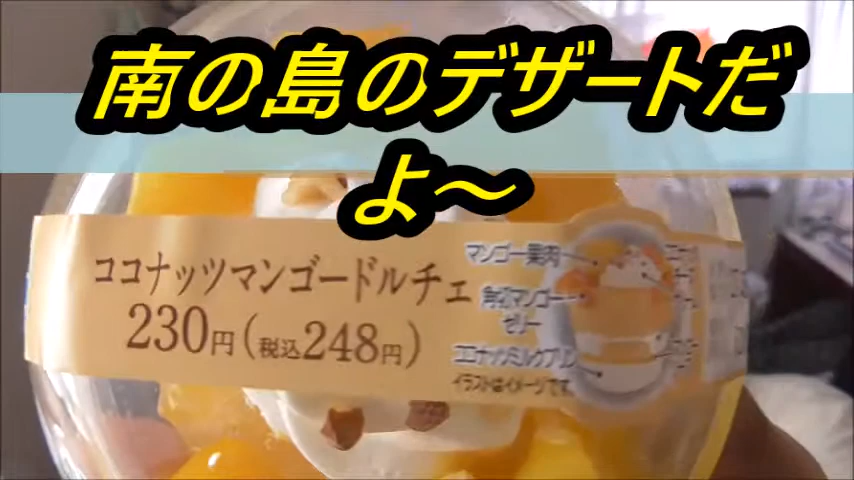 南の島のデザートだ
よ～
ココナッツマンゴードルチェ
230円(税込248円)
マンゴー果肉
角切マンゴー
ゼリー
ココナッツミルクプリン
イラストはイメージです